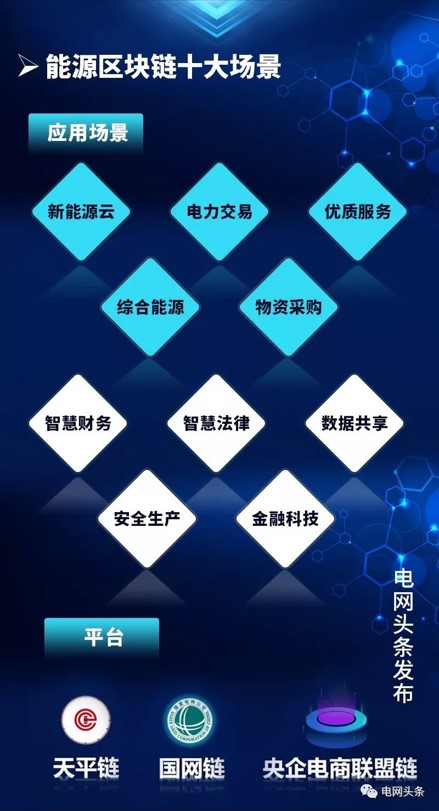 能源区块链十大场景
应用场景
新能源云
电力交易
优质服务
综合能源
物资采购
智慧财务
智慧法律
数据共享
安全生产
金融科技
电网头条发布
平台
天平链
国网链
央企电商联盟链
电网头条